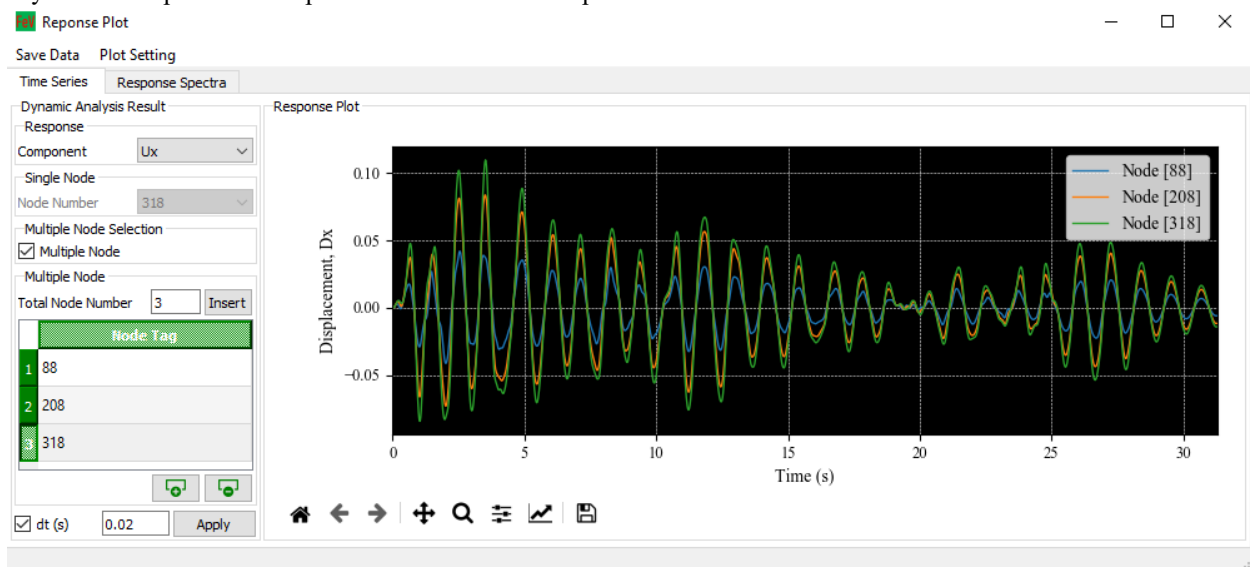 FeV Reponse Plot
Save Data Plot Setting
Time Series Response Spectra
Dynamic Analysis Result
Response
Component Ux
Single Node
Node Number 318
Multiple Node Selection
Multiple Node
Multiple Node
Total Node Number 3 Insert
Node Tag
1 88
2 208
3 318
dt (s) 0.02 Apply
Response Plot
Displacement, Dx
0.10
0.05
0.00
−0.05
0 5 10 15 20 25 30
Time (s)
Node [88]
Node [208]
Node [318]